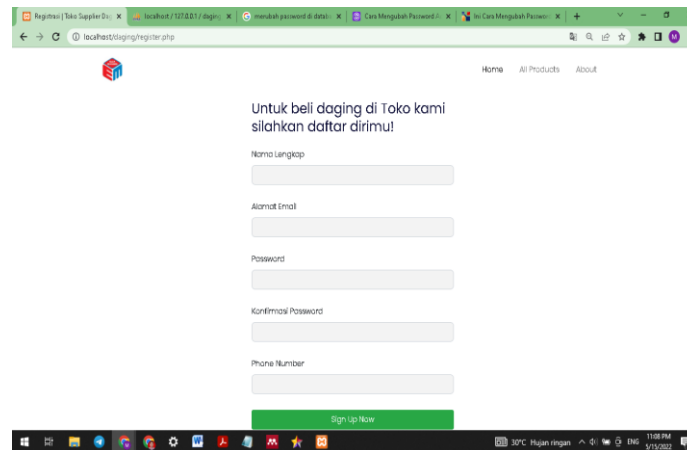 Registrasi | Toko Supplier Da
localhost / 127.0.0.1 / daging
merubah password di databa
Cara Mengubah Password
Ini Cara Mengubah Password
localhost/daging/register.php
Home All Products About
Untuk beli daging di Toko kami
silahkan daftar dirimu!
Nama Lengkap
Alamat Email
Password
Konfirmasi Password
Phone Number
Sign Up Now
30°C Hujan ringan ENG 11:08 PM
5/15/2022